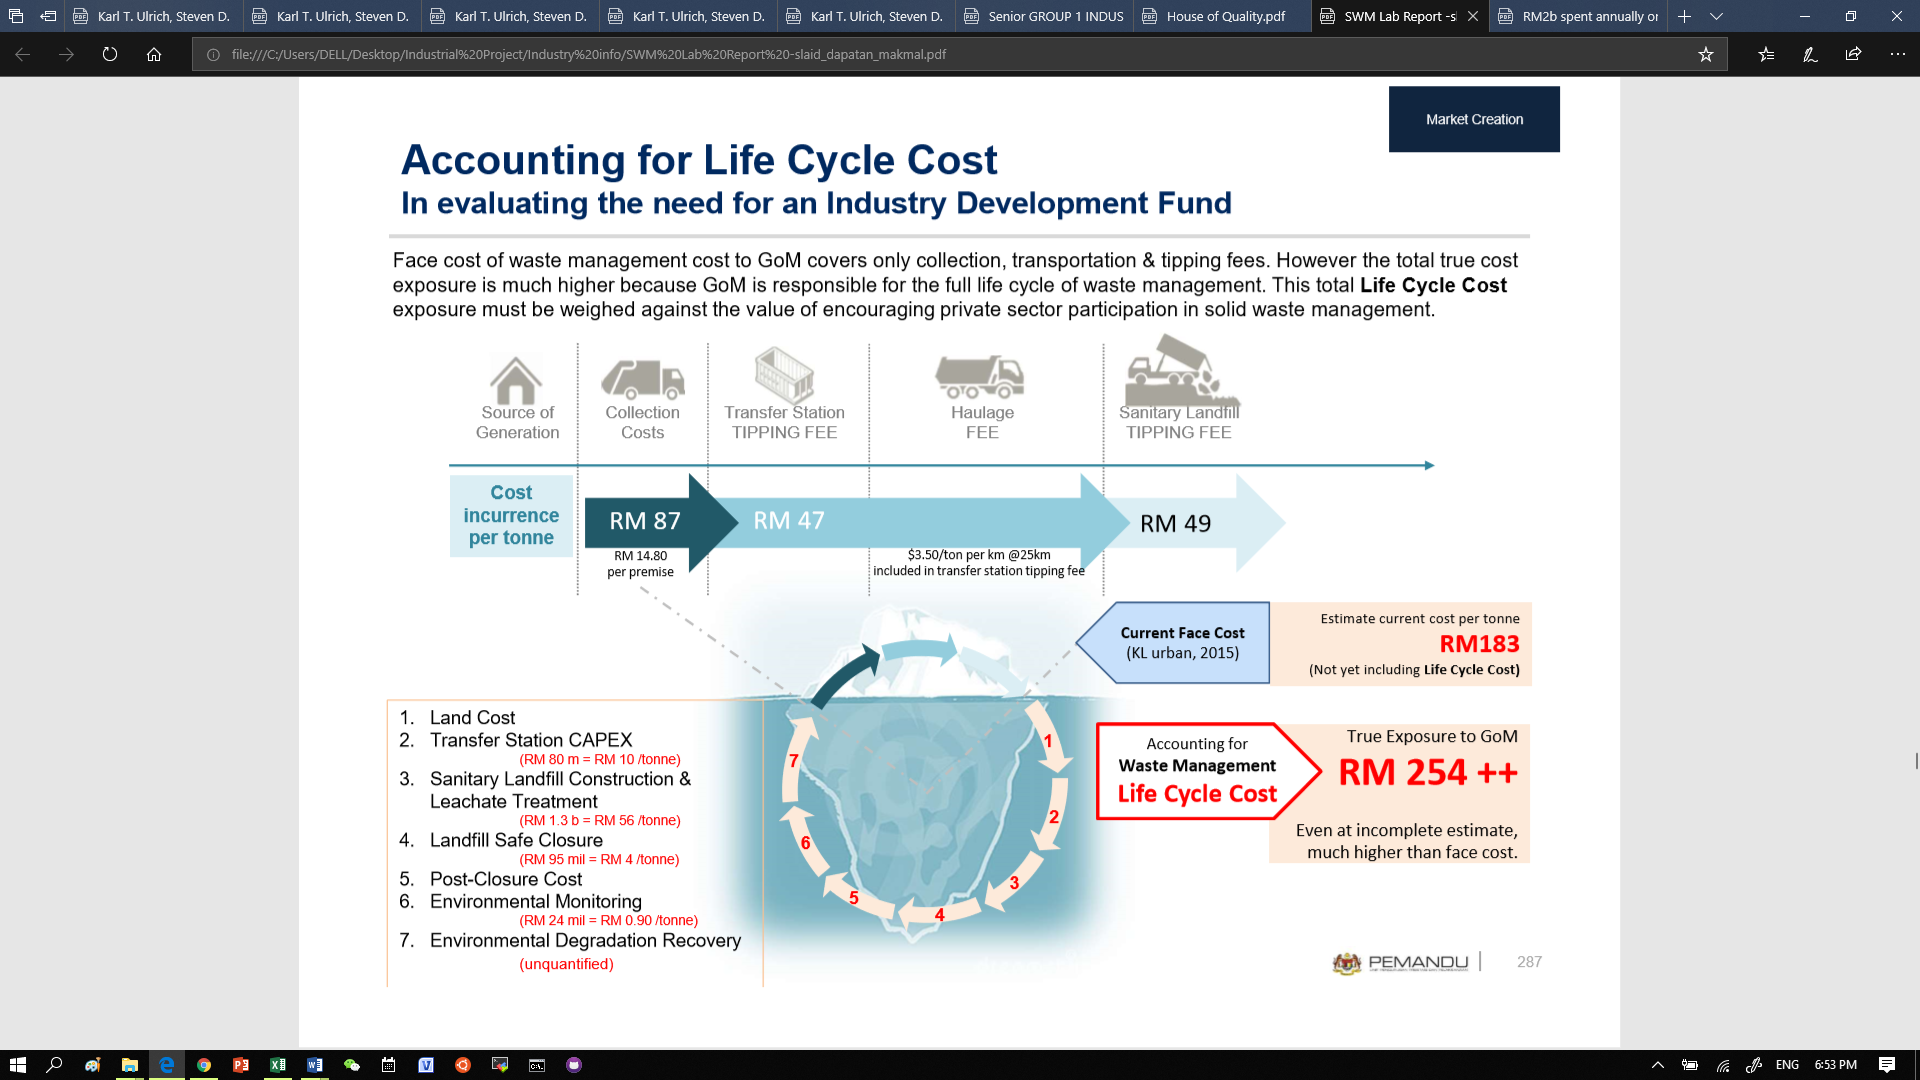 Karl T. Ulrich, Steven D.
Karl T. Ulrich, Steven D.
Karl T. Ulrich, Steven D.
Karl T. Ulrich, Steven D.
Karl T. Ulrich, Steven D.
Senior GROUP 1 INDUS
House of Quality.pdf
SWM Lab Report -sl
RM2b spent annually or
file:///C:/Users/DELL/Desktop/Industrial%20Project/Industry%20info/SWM%20Lab%20Report%20-slaid_dapatan_makmal.pdf
Market Creation
Accounting for Life Cycle Cost
In evaluating the need for an Industry Development Fund
Face cost of waste management cost to GoM covers only collection, transportation & tipping fees. However the total true cost
exposure is much higher because GoM is responsible for the full life cycle of waste management. This total Life Cycle Cost
exposure must be weighed against the value of encouraging private sector participation in solid waste management.
Source of
Generation
Collection
Costs
Transfer Station
TIPPING FEE
Haulage
FEE
Sanitary Landfill
TIPPING FEE
Cost
incurrence
per tonne
RM 87
RM 47
RM 49
RM 14.80
per premise
$3.50/ton per km @25km
included in transfer station tipping fee
Current Face Cost
(KL urban, 2015)
Estimate current cost per tonne
RM183
(Not yet including Life Cycle Cost)
1. Land Cost
2. Transfer Station CAPEX
(RM 80 m = RM 10 /tonne)
3. Sanitary Landfill Construction &
Leachate Treatment
(RM 1.3 b = RM 56 /tonne)
4. Landfill Safe Closure
(RM 95 mil = RM 4 /tonne)
5. Post-Closure Cost
6. Environmental Monitoring
(RM 24 mil = RM 0.90 /tonne)
7. Environmental Degradation Recovery
(unquantified)
1
2
3
4
5
6
7
Accounting for
Waste Management
Life Cycle Cost
True Exposure to GoM
RM 254 ++
Even at incomplete estimate,
much higher than face cost.
PEMANDU
287
ENG
6:53 PM